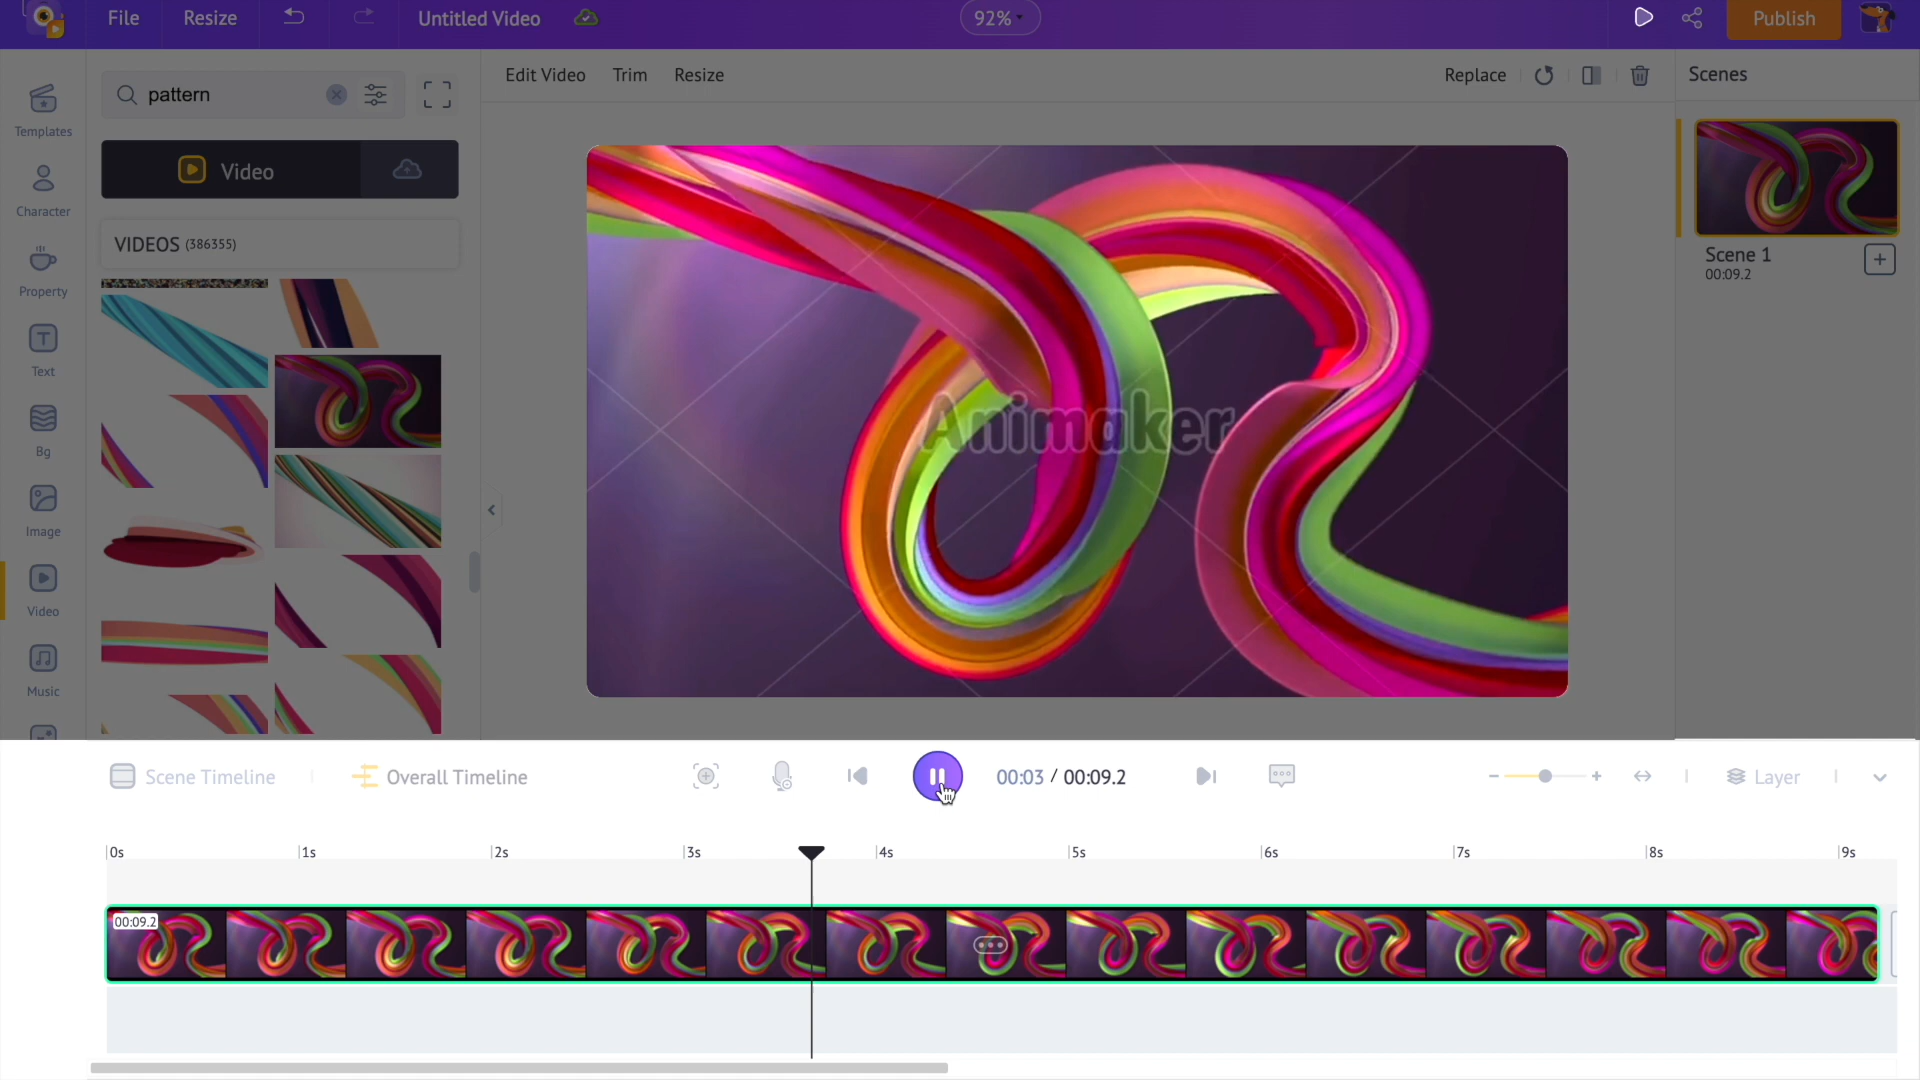 File
Resize
Untitled Video
92%
Publish
pattern
Edit Video
Trim
Resize
Replace
Scenes
Templates
Character
Property
Text
Bg
Image
Video
Music
Video
VIDEOS (386355)
Animaker
Scene 1
00:09.2
Scene Timeline
Overall Timeline
00:03 / 00:09.2
Layer
0s
1s
2s
3s
4s
5s
6s
7s
8s
9s
00:09.2